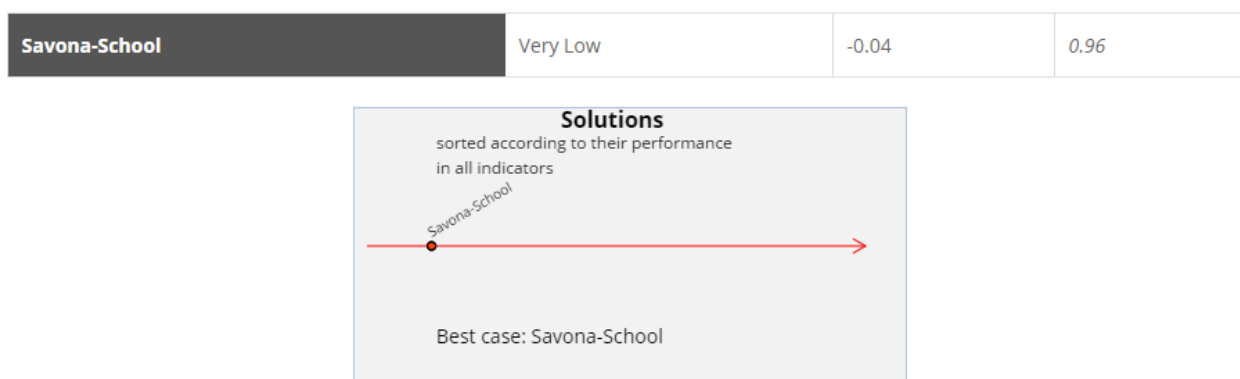 Savona-School Very Low -0.04 0.96
Solutions
sorted according to their performance
in all indicators
Savona-School
Best case: Savona-School